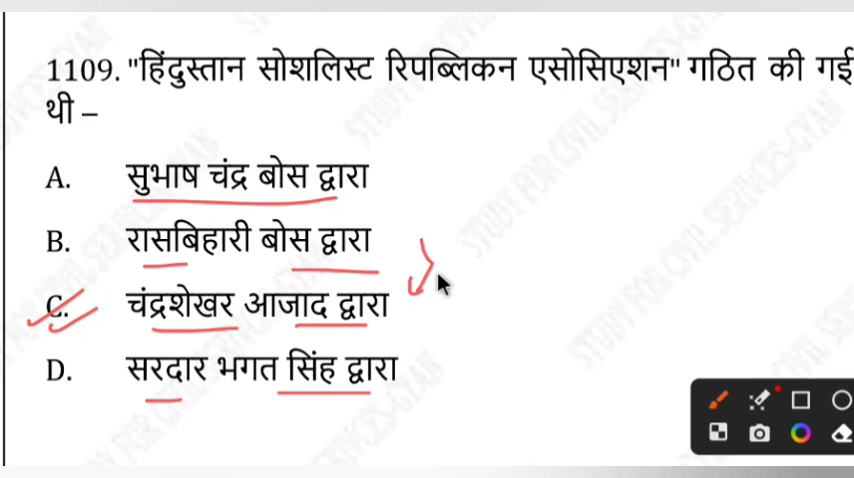 1109. "हिंदुस्तान सोशलिस्ट रिपब्लिकन एसोसिएशन" गठित की गई
थी –
A. सुभाष चंद्र बोस द्वारा
B. रासबिहारी बोस द्वारा
C. चंद्रशेखर आजाद द्वारा
D. सरदार भगत सिंह द्वारा